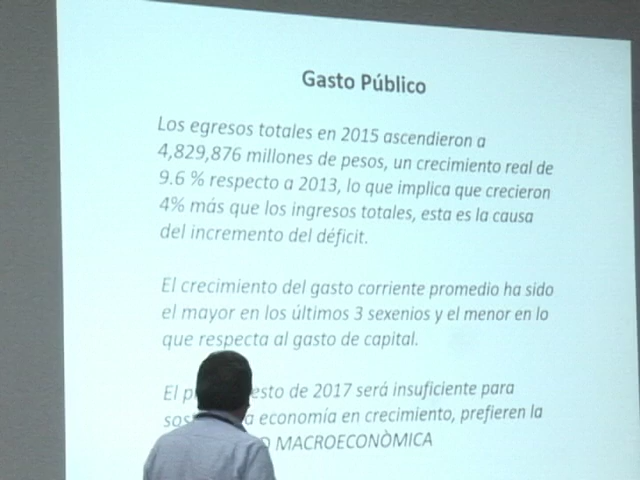 Gasto Público
Los egresos totales en 2015 ascendieron a
4,829,876 millones de pesos, un crecimiento real de
9.6 % respecto a 2013, lo que implica que crecieron
4% más que los ingresos totales, esta es la causa
del incremento del déficit.
El crecimiento del gasto corriente promedio ha sido
el mayor en los últimos 3 sexenios y el menor en lo
que respecta al gasto de capital.
El p esto de 2017 será insuficiente para
sos a economía en crecimiento, prefieren la
MACROECONÒMICA